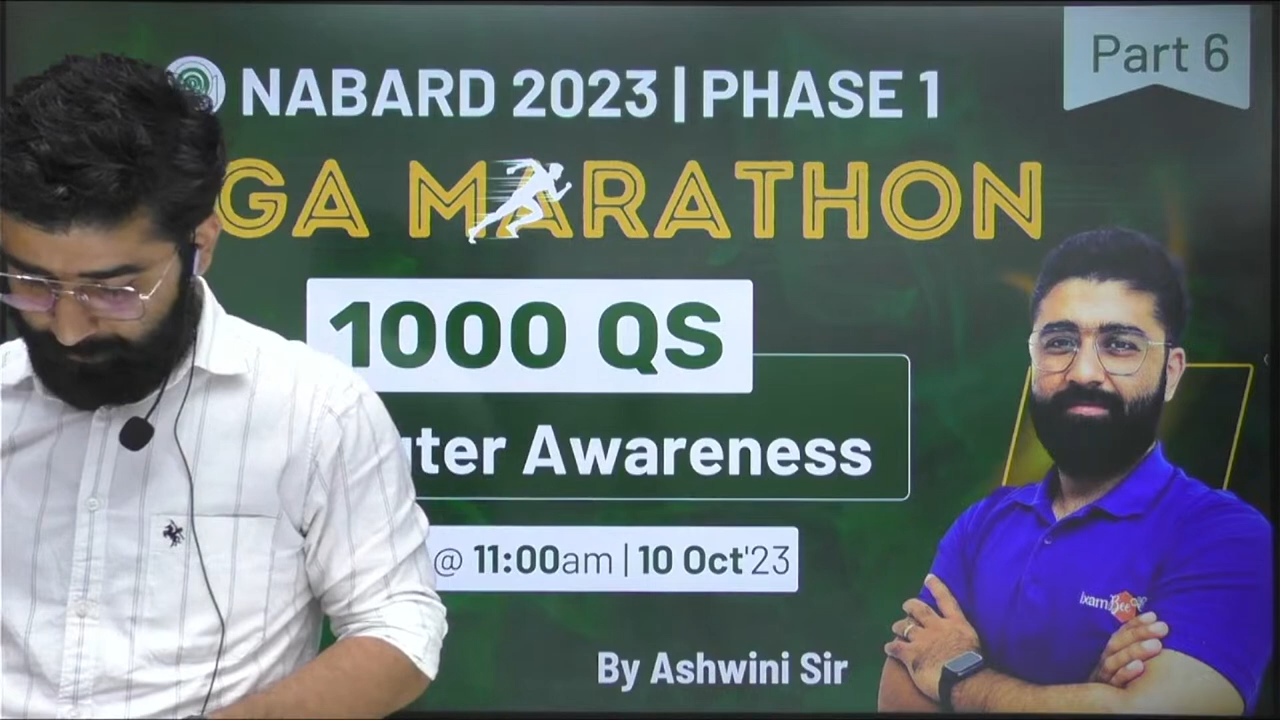 Part 6
NABARD 2023 | PHASE 1
GA MARATHON
1000 QS
uter Awareness
@ 11:00am | 10 Oct'23
ixamBee
By Ashwini Sir